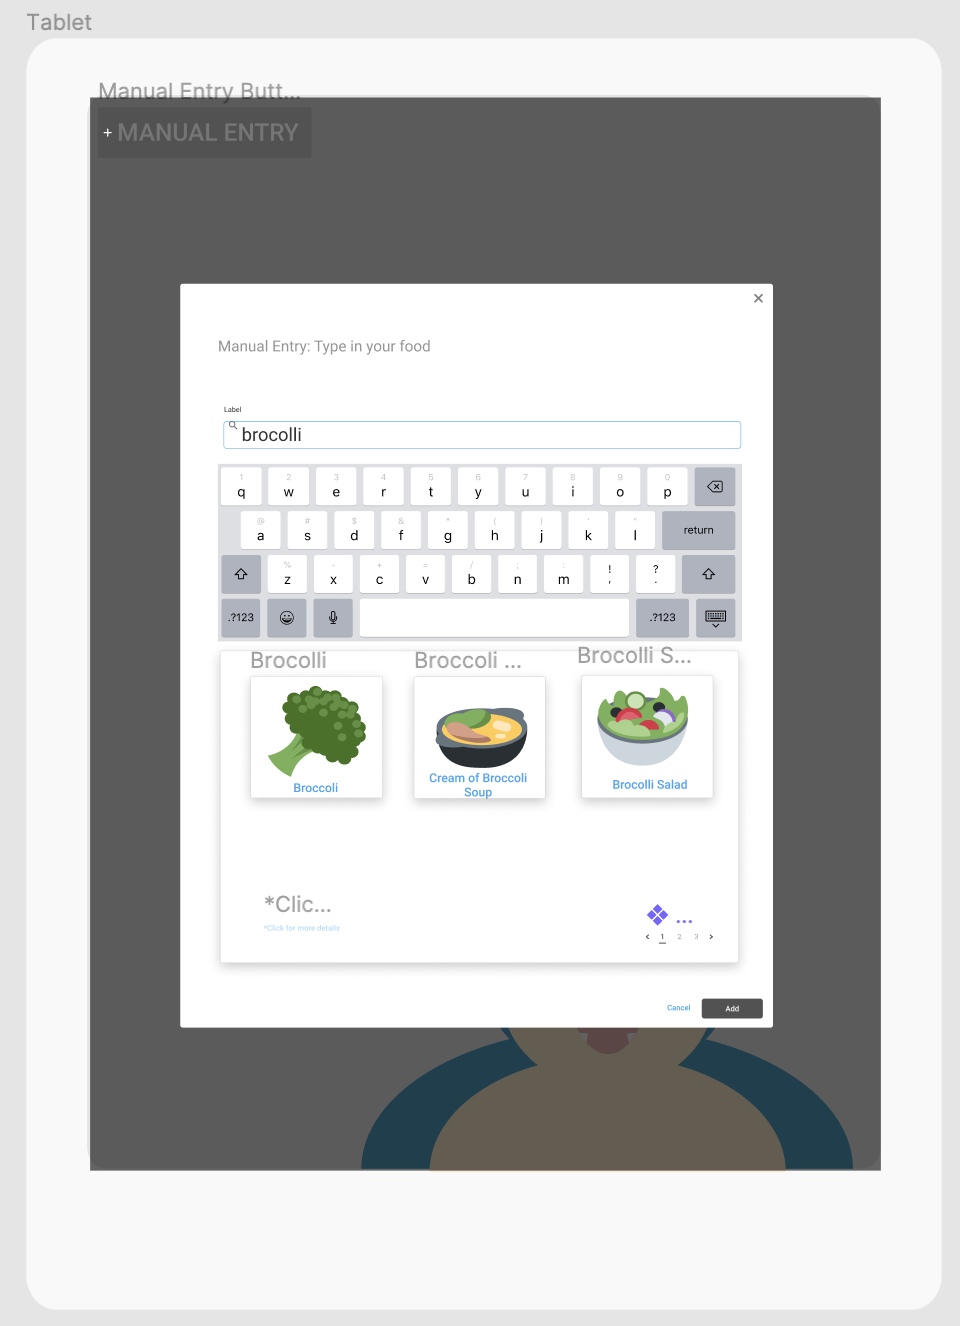 Tablet
Manual Entry Butt...
+ MANUAL ENTRY
Manual Entry: Type in your food
Label
brocolli
1 2 3 4 5 6 7 8 9 0
q w e r t y u i o p
@ # $ & * ( ) ' "
a s d f g h j k l return
% - + = / ; :
z x c v b n m ! , ? .
.?123 .?123
Brocolli Broccoli ... Brocolli S...
Broccoli
Cream of Broccoli
Soup
Brocolli Salad
*Clic...
*Click for more details
...
< 1 2 3 >
Cancel Add